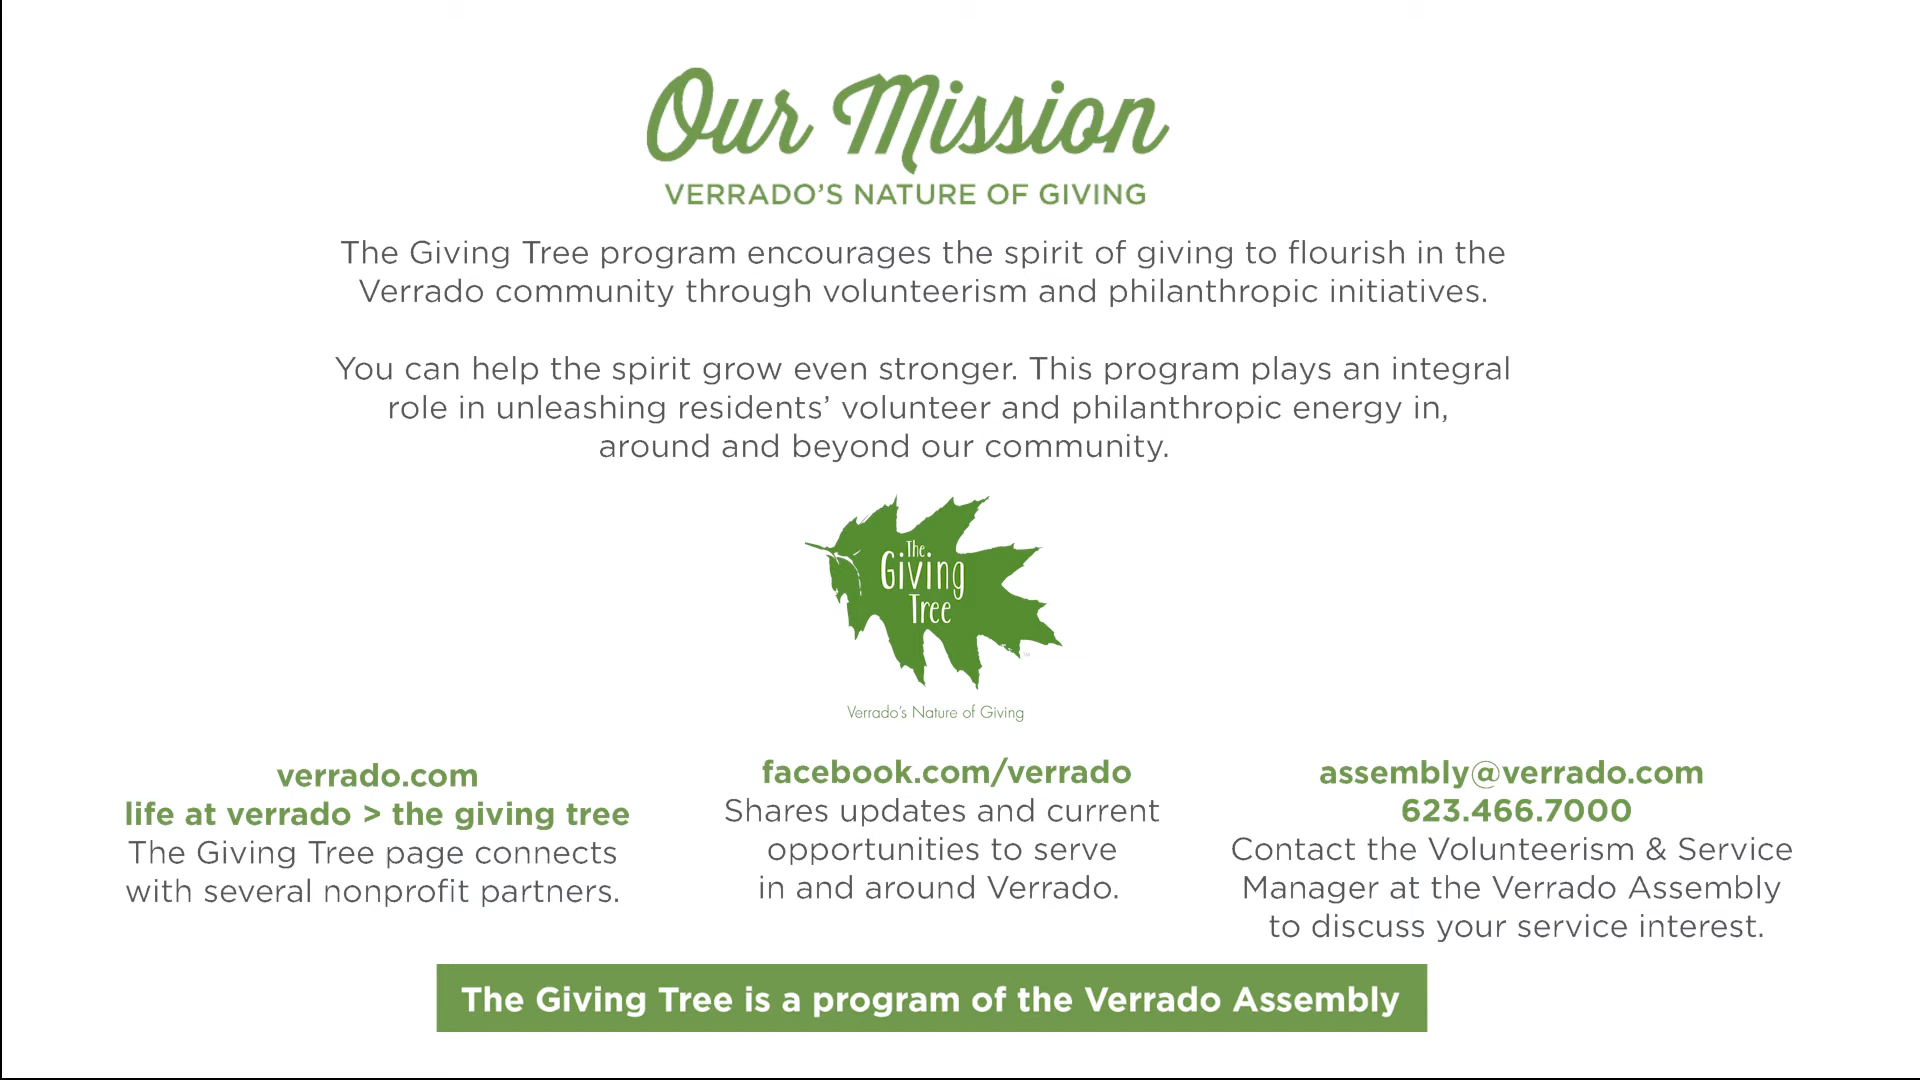 Our Mission
VERRADO’S NATURE OF GIVING
The Giving Tree program encourages the spirit of giving to flourish in the
Verrado community through volunteerism and philanthropic initiatives.
You can help the spirit grow even stronger. This program plays an integral
role in unleashing residents’ volunteer and philanthropic energy in,
around and beyond our community.
The
Giving
Tree
TM
Verrado’s Nature of Giving
verrado.com
life at verrado > the giving tree
The Giving Tree page connects
with several nonprofit partners.
facebook.com/verrado
Shares updates and current
opportunities to serve
in and around Verrado.
assembly@verrado.com
623.466.7000
Contact the Volunteerism & Service
Manager at the Verrado Assembly
to discuss your service interest.
The Giving Tree is a program of the Verrado Assembly